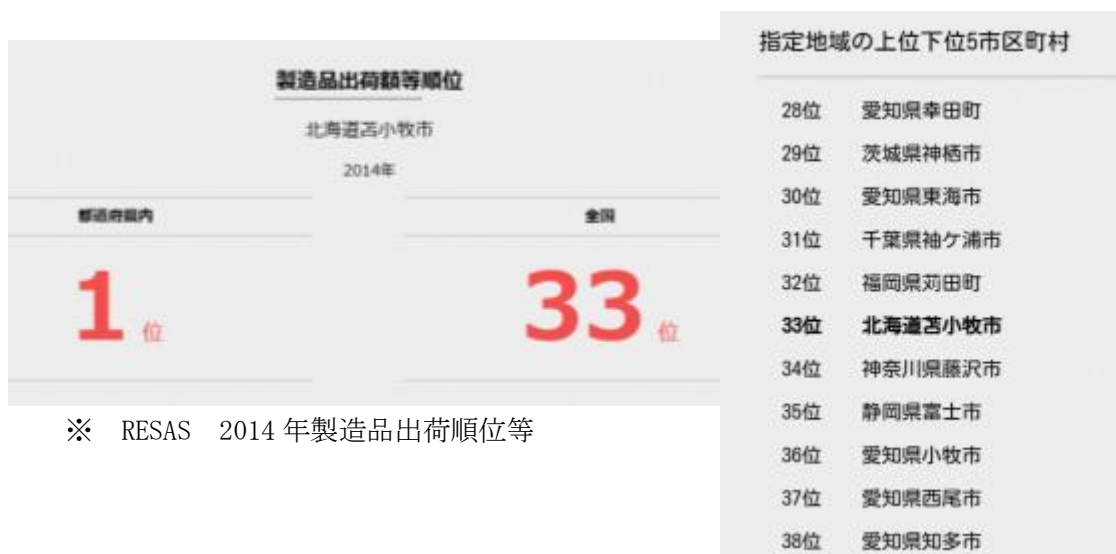 製造品出荷額等順位
北海道苫小牧市
2014年
都道府県内
全国
1位
33位
※ RESAS 2014年製造品出荷順位等
指定地域の上位下位5市区町村
28位 愛知県幸田町
29位 茨城県神栖市
30位 愛知県東海市
31位 千葉県袖ケ浦市
32位 福岡県苅田町
33位 北海道苫小牧市
34位 神奈川県藤沢市
35位 静岡県富士市
36位 愛知県小牧市
37位 愛知県西尾市
38位 愛知県知多市